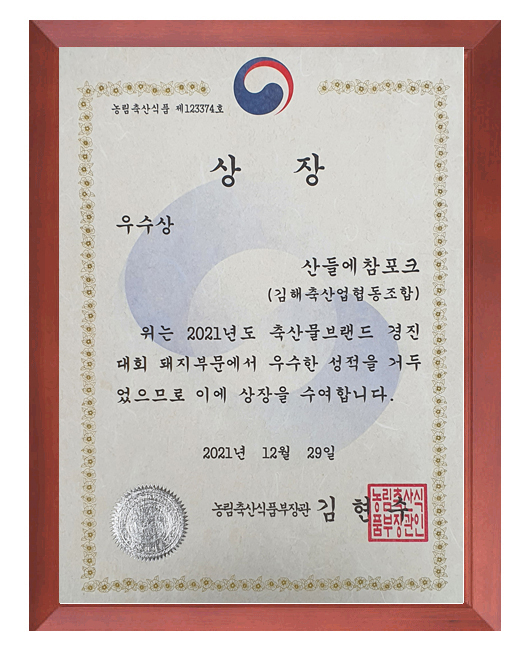 농림축산식품 제123374호
상 장
우수상
산들에참포크
(김해축산업협동조합)
위는 2021년도 축산물브랜드 경진
대회 돼지부문에서 우수한 성적을 거두
었으므로 이에 상장을 수여합니다.
2021년 12월 29일
농림축산식품부장관 김현수
농림축산식
품부장관인